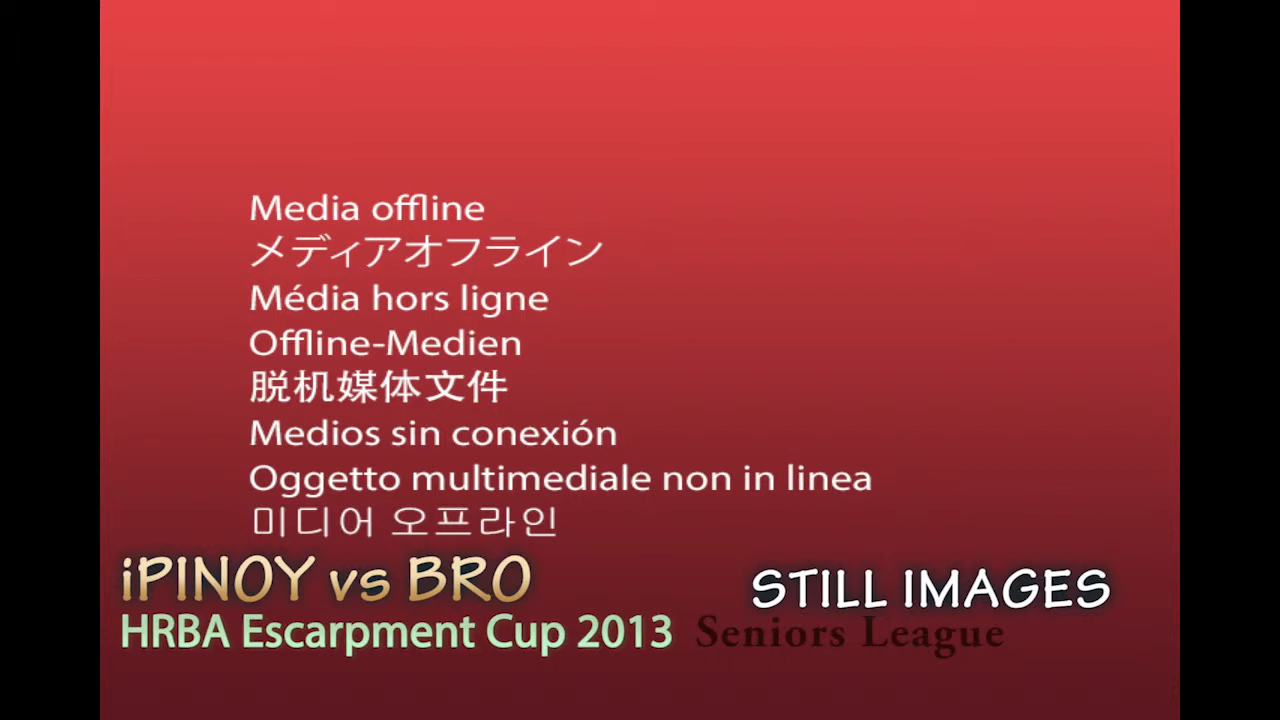 Media offline
メディアオフライン
Média hors ligne
Offline-Medien
脱机媒体文件
Medios sin conexión
Oggetto multimediale non in linea
미디어 오프라인
iPINOY vs BRO
STILL IMAGES
HRBA Escarpment Cup 2013 Seniors League